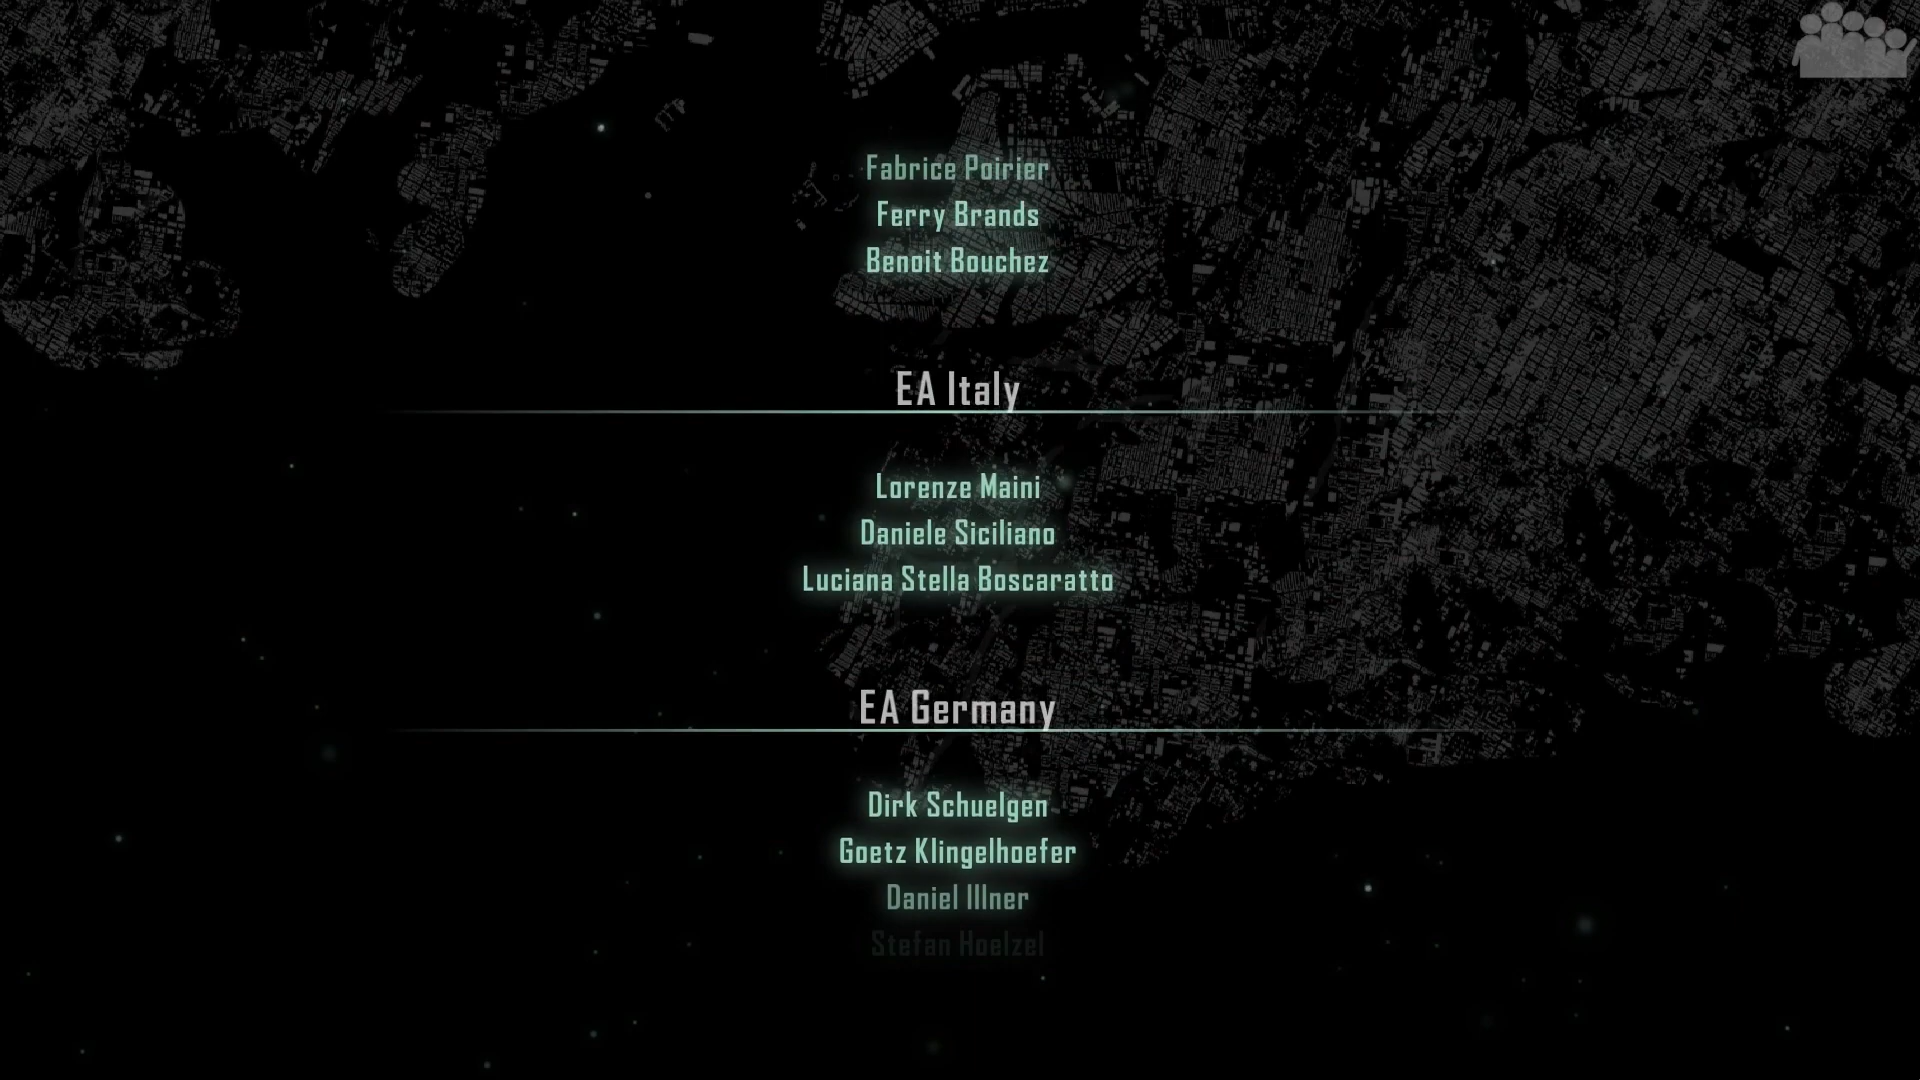 Fabrice Poirier
Ferry Brands
Benoit Bouchez
EA Italy
Lorenze Maini
Daniele Siciliano
Luciana Stella Boscaratto
EA Germany
Dirk Schuelgen
Goetz Klingelhoefer
Daniel Illner
Stefan Hoelzel